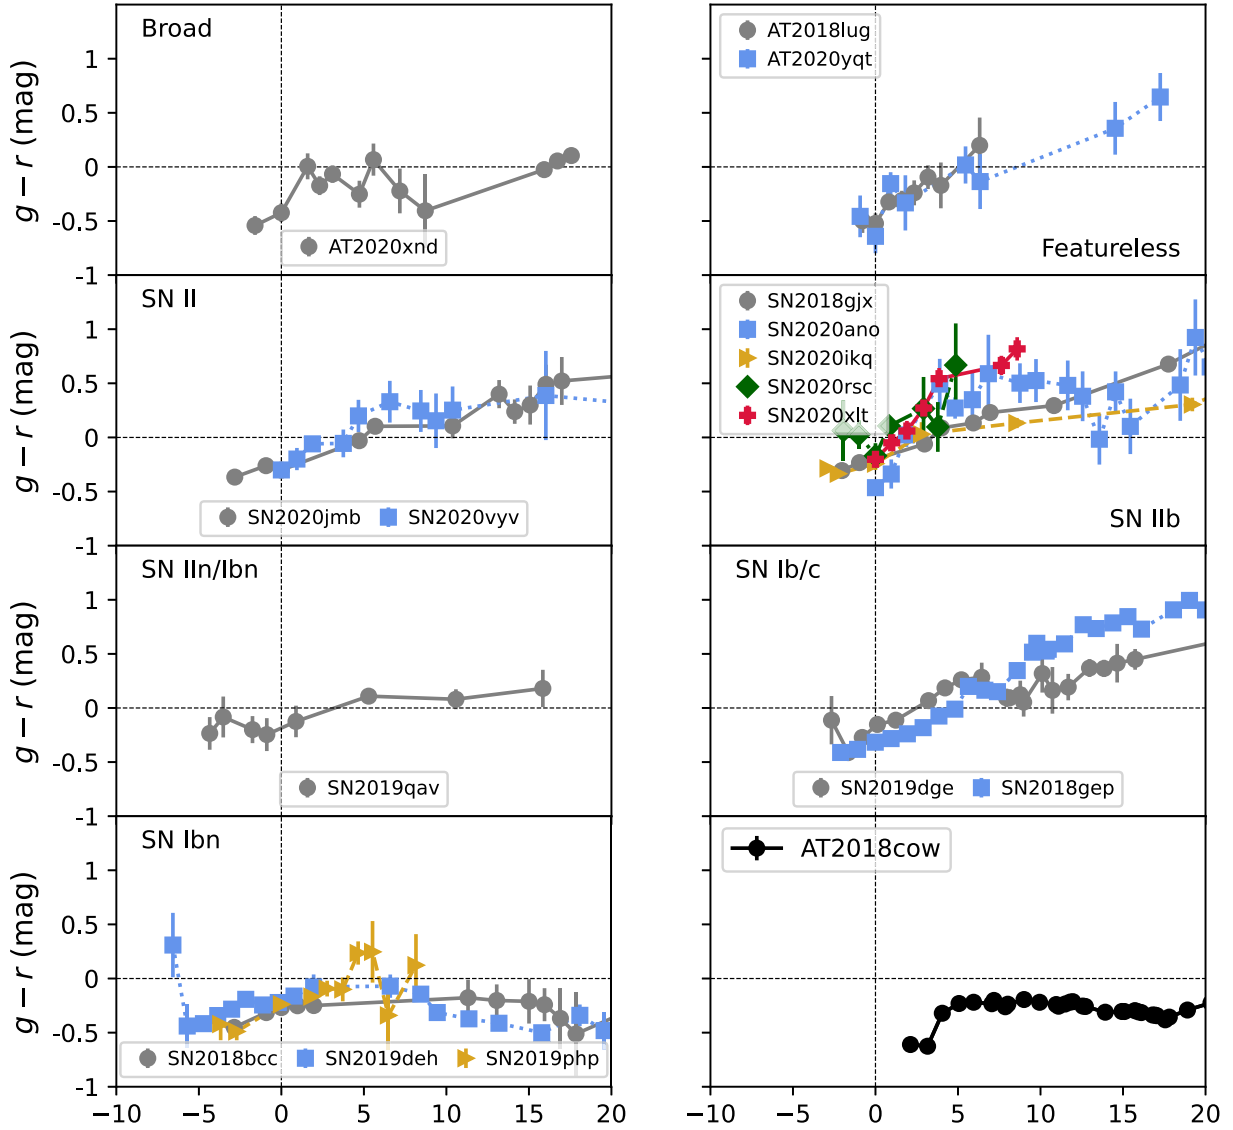 Broad
g − r (mag)
1
0.5
0
-0.5
-1
AT2020xnd
AT2018lug
AT2020yqt
Featureless
SN II
g − r (mag)
1
0.5
0
-0.5
-1
SN2020jmb SN2020vyv
SN2018gjx
SN2020ano
SN2020ikq
SN2020rsc
SN2020xlt
SN IIb
SN IIn/Ibn
g − r (mag)
1
0.5
0
-0.5
-1
SN2019qav
SN Ib/c
SN2019dge SN2018gep
SN Ibn
g − r (mag)
1
0.5
0
-0.5
-1
SN2018bcc SN2019deh SN2019php
−10 −5 0 5 10 15 20
AT2018cow
−10 −5 0 5 10 15 20